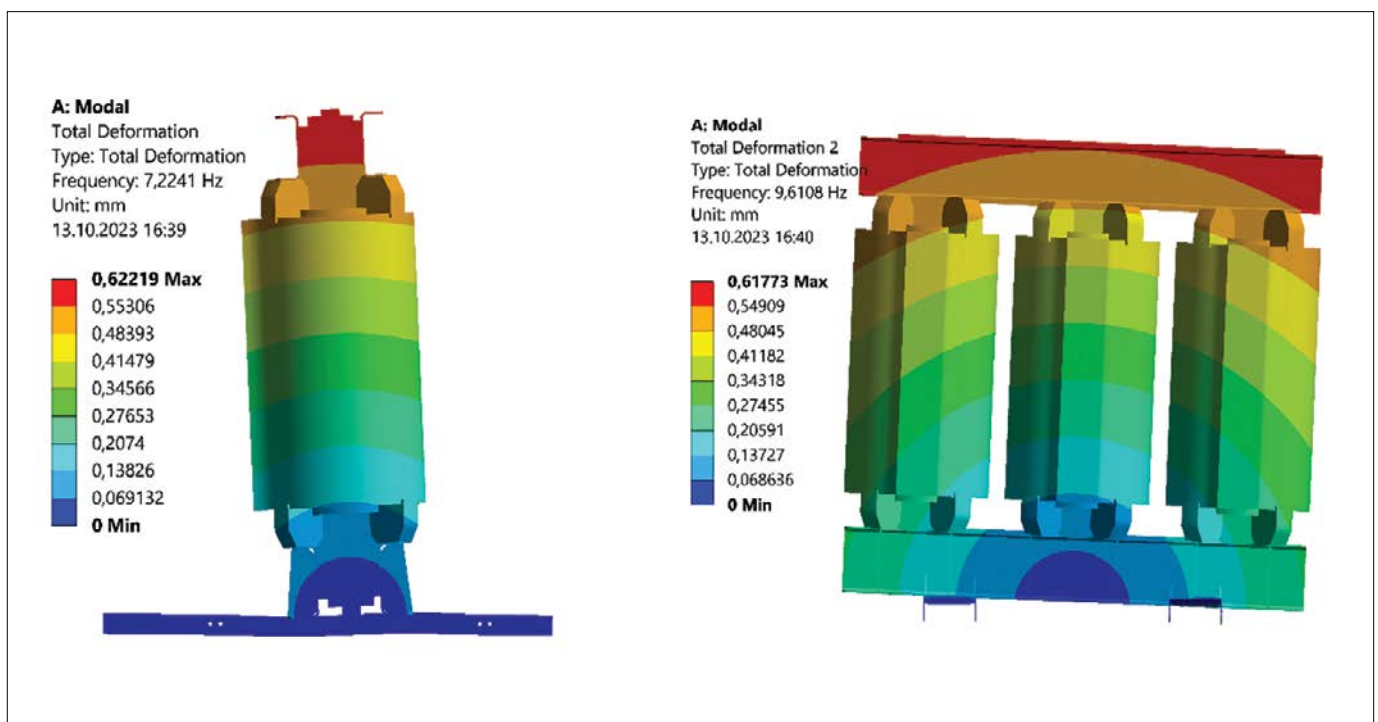 A: Modal
Total Deformation
Type: Total Deformation
Frequency: 7,2241 Hz
Unit: mm
13.10.2023 16:39
0,62219 Max
0,55306
0,48393
0,41479
0,34566
0,27653
0,2074
0,13826
0,069132
0 Min
A: Modal
Total Deformation 2
Type: Total Deformation
Frequency: 9,6108 Hz
Unit: mm
13.10.2023 16:40
0,61773 Max
0,54909
0,48045
0,41182
0,34318
0,27455
0,20591
0,13727
0,068636
0 Min